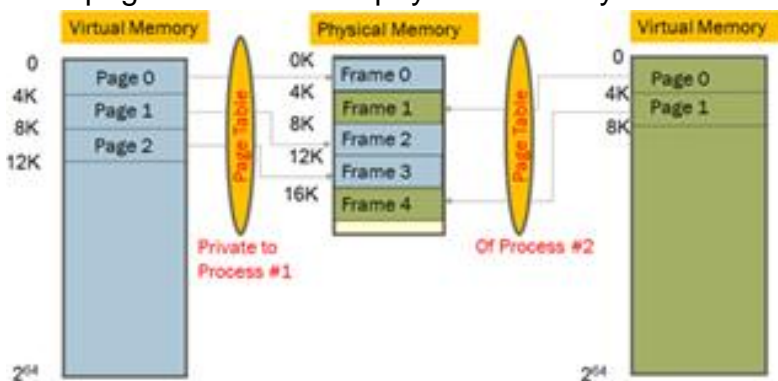 Virtual Memory
Physical Memory
Virtual Memory
0
4K
8K
12K
2⁶⁴
Page 0
Page 1
Page 2
Page Table
Private to
Process #1
0K
4K
8K
12K
16K
Frame 0
Frame 1
Frame 2
Frame 3
Frame 4
Page Table
Of Process #2
0
4K
8K
2⁶⁴
Page 0
Page 1